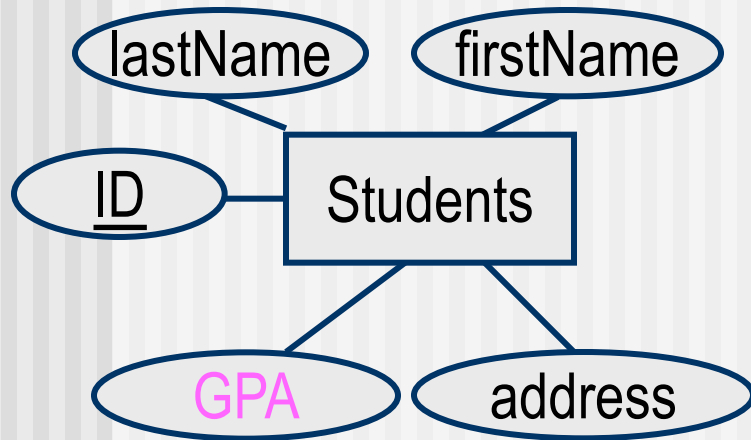 lastName
firstName
ID
Students
GPA
address